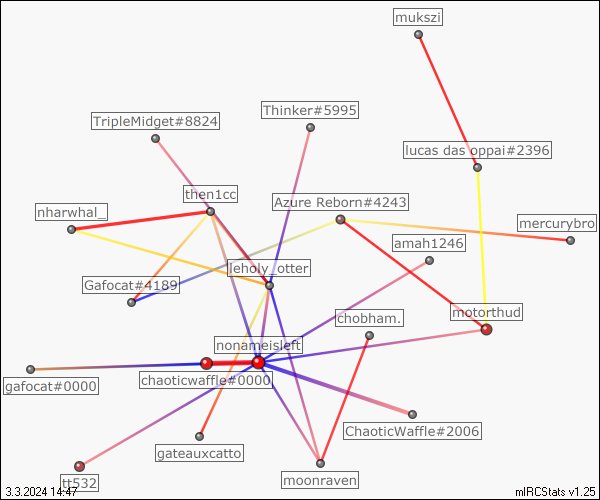 mukszi
Thinker#5995
TripleMidget#8824
lucas das oppai#2396
then1cc
Azure Reborn#4243
nharwhal_
mercurybro
amah1246
leholy_otter
Gafocat#4189
chobham.
motorthud
nonameisleft
gafocat#0000
chaoticwaffle#0000
ChaoticWaffle#2006
gateauxcatto
moonraven
tt532
3.3.2024 14:47
mIRCStats v1.25